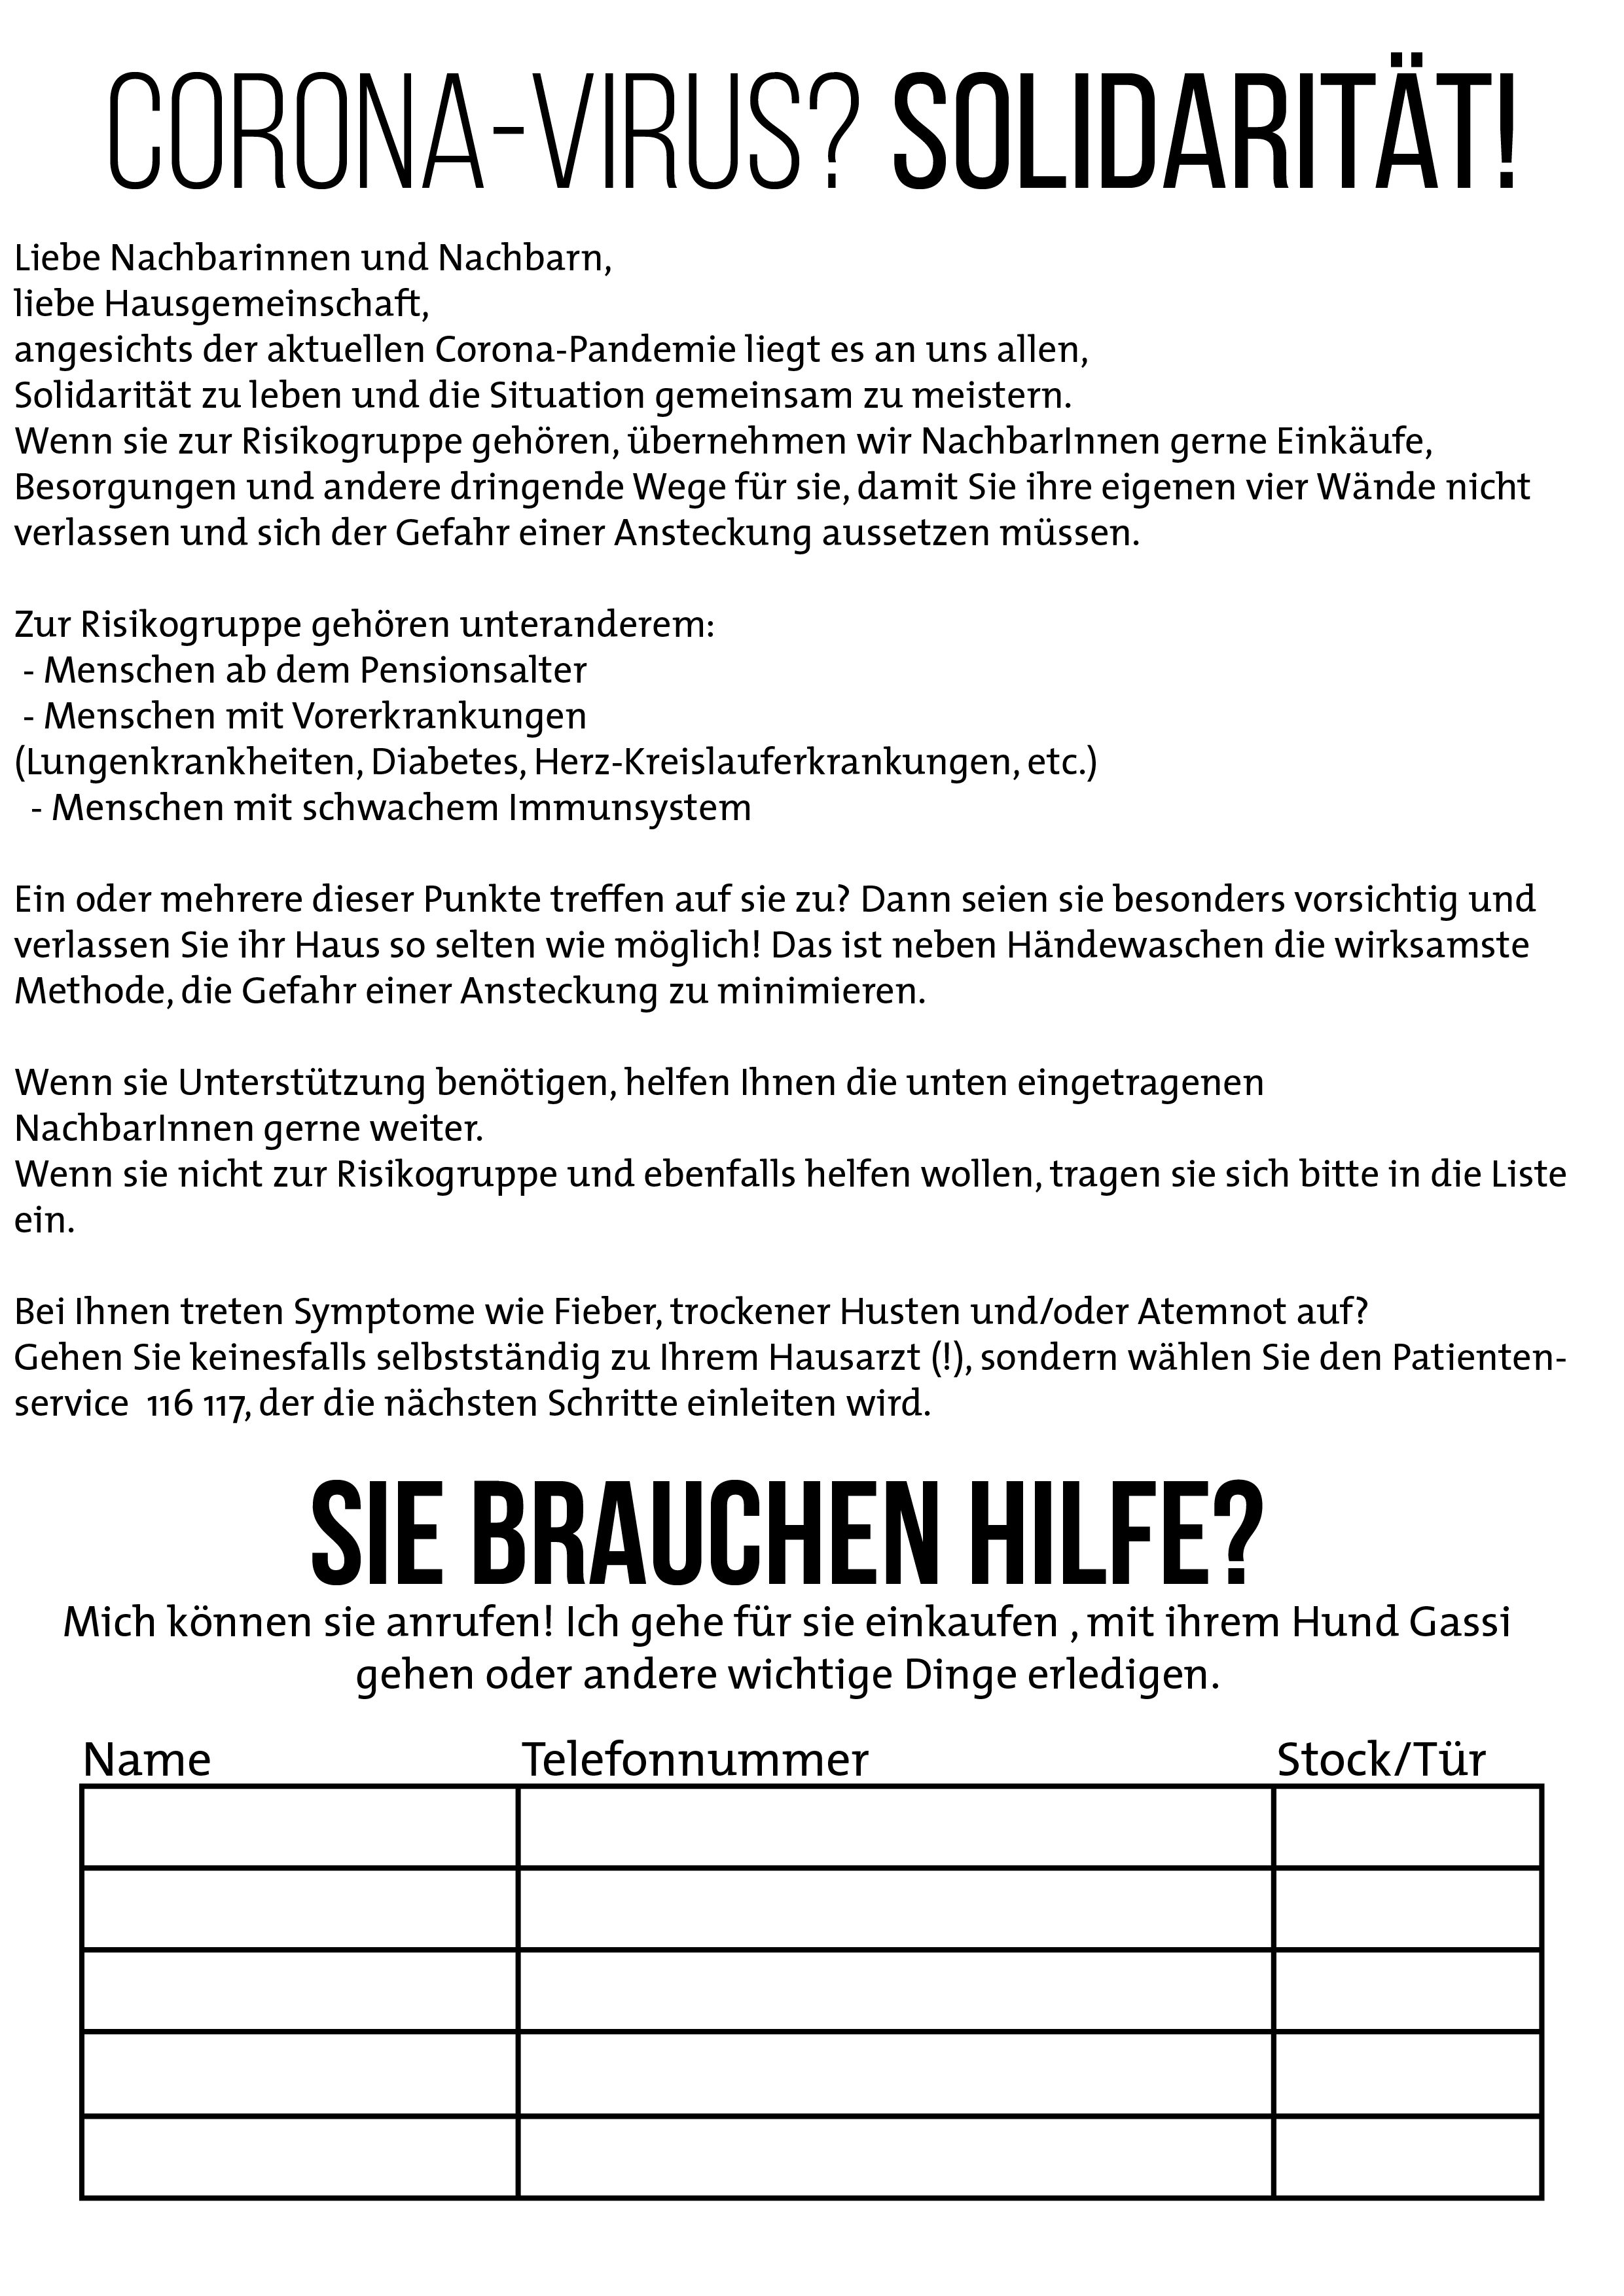 CORONA-VIRUS? SOLIDARITÄT!
Liebe Nachbarinnen und Nachbarn,
liebe Hausgemeinschaft,
angesichts der aktuellen Corona-Pandemie liegt es an uns allen,
Solidarität zu leben und die Situation gemeinsam zu meistern.
Wenn sie zur Risikogruppe gehören, übernehmen wir NachbarInnen gerne Einkäufe,
Besorgungen und andere dringende Wege für sie, damit Sie ihre eigenen vier Wände nicht
verlassen und sich der Gefahr einer Ansteckung aussetzen müssen.
Zur Risikogruppe gehören unteranderem:
- Menschen ab dem Pensionsalter
- Menschen mit Vorerkrankungen
(Lungenkrankheiten, Diabetes, Herz-Kreislauferkrankungen, etc.)
- Menschen mit schwachem Immunsystem
Ein oder mehrere dieser Punkte treffen auf sie zu? Dann seien sie besonders vorsichtig und
verlassen Sie ihr Haus so selten wie möglich! Das ist neben Händewaschen die wirksamste
Methode, die Gefahr einer Ansteckung zu minimieren.
Wenn sie Unterstützung benötigen, helfen Ihnen die unten eingetragenen
NachbarInnen gerne weiter.
Wenn sie nicht zur Risikogruppe und ebenfalls helfen wollen, tragen sie sich bitte in die Liste
ein.
Bei Ihnen treten Symptome wie Fieber, trockener Husten und/oder Atemnot auf?
Gehen Sie keinesfalls selbstständig zu Ihrem Hausarzt (!), sondern wählen Sie den Patienten-
service 116 117, der die nächsten Schritte einleiten wird.
SIE BRAUCHEN HILFE?
Mich können sie anrufen! Ich gehe für sie einkaufen , mit ihrem Hund Gassi
gehen oder andere wichtige Dinge erledigen.
Name Telefonnummer Stock/Tür